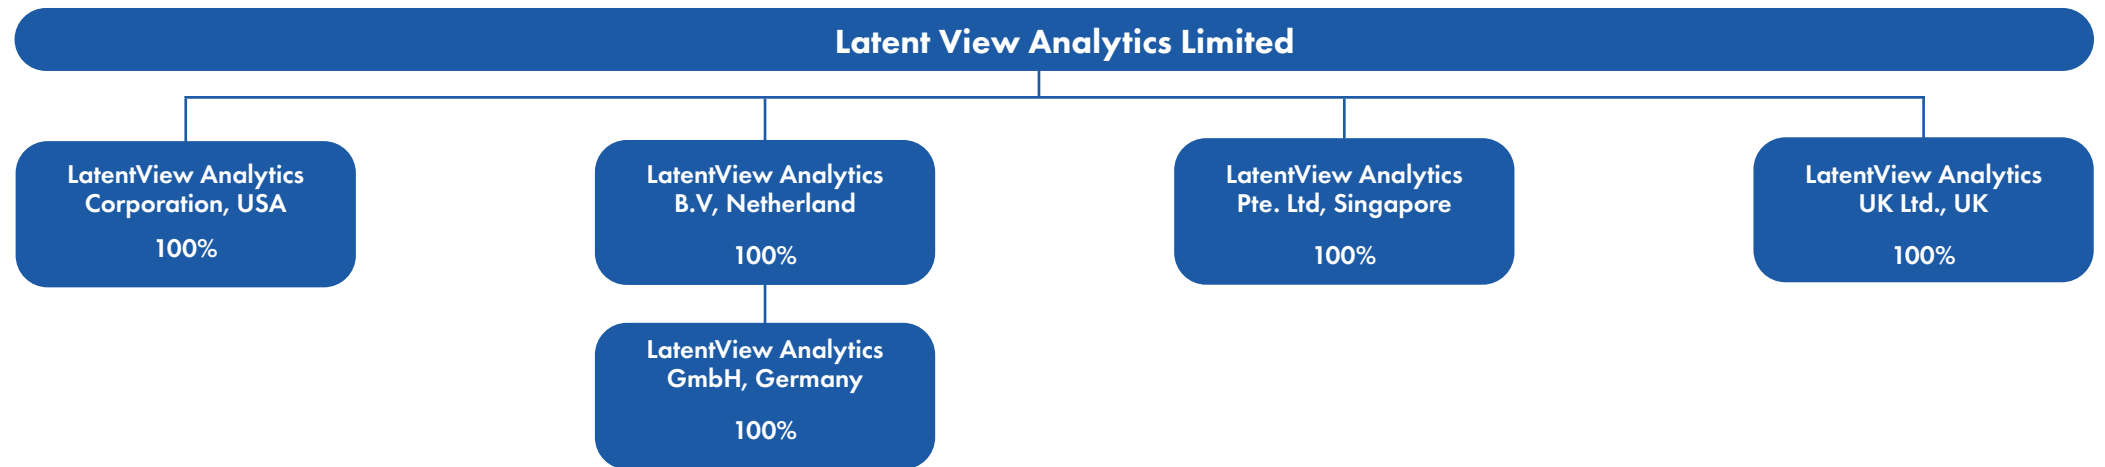 Latent View Analytics Limited
LatentView Analytics
Corporation, USA
100%
LatentView Analytics
B.V, Netherland
100%
LatentView Analytics
Pte. Ltd, Singapore
100%
LatentView Analytics
UK Ltd., UK
100%
LatentView Analytics
GmbH, Germany
100%